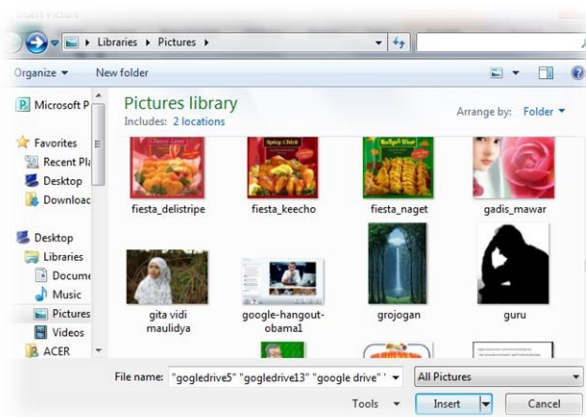 Insert Picture
Libraries ▸ Pictures ▸
Organize ▾ New folder
Microsoft P
Favorites
Recent Pla
Desktop
Downloac
Desktop
Libraries
Docume
Music
Pictures
Videos
ACER
Pictures library
Includes: 2 locations
Arrange by: Folder ▾
fiesta_delistripe
fiesta_keecho
fiesta_naget
gadis_mawar
gita vidi
maulidya
google-hangout-
obama1
grojogan
guru
File name: "gogledrive5" "gogledrive13" "google drive" '
All Pictures
Tools ▾ Insert Cancel